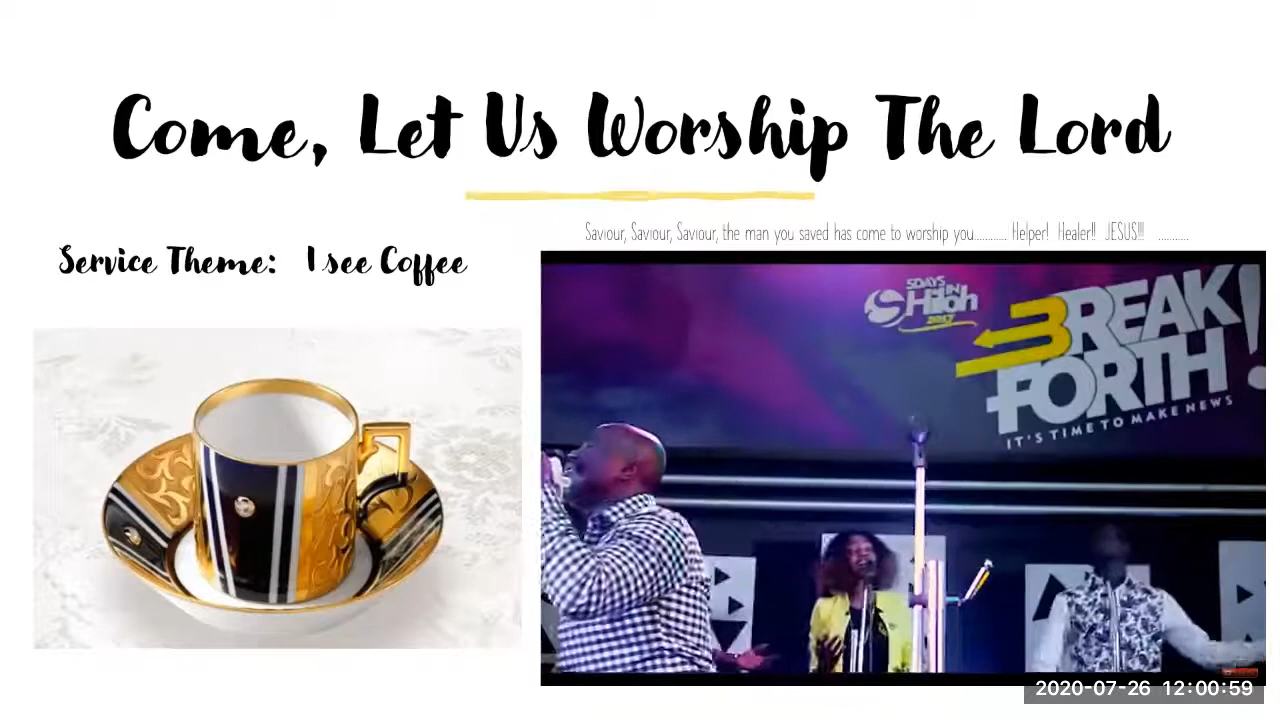 Come, Let Us Worship The Lord
Saviour, Saviour, Saviour, the man you saved has come to worship you........... Helper! Healer!! JESUS!!! ..........
Service Theme: I see Coffee
5DAYS IN
Hiloh
2017
BREAK
FORTH!
IT'S TIME TO MAKE NEWS
2020-07-26 12:00:59